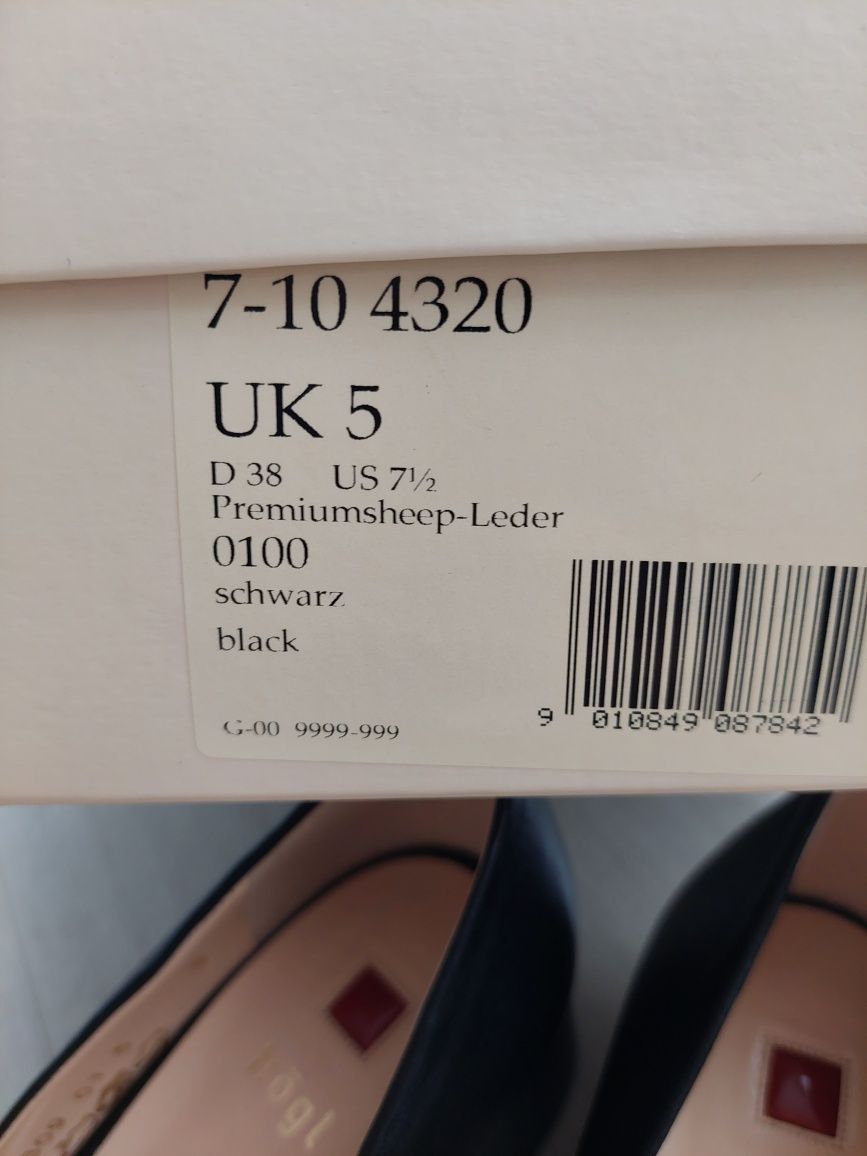 7-10 4320
UK 5
D 38 US 7½
Premiumsheep-Leder
0100
schwarz
black
G-00 9999-999
9 010849 087842
högl